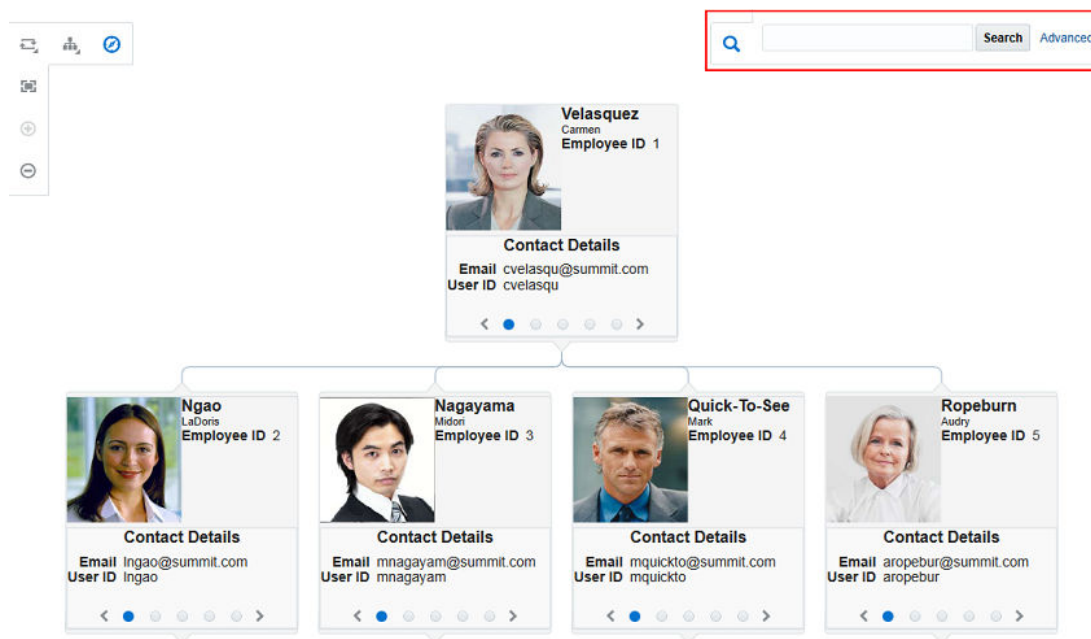 Search Advanced
Velasquez
Carmen
Employee ID 1
Contact Details
Email cvelasqu@summit.com
User ID cvelasqu
Ngao
LaDoris
Employee ID 2
Contact Details
Email lngao@summit.com
User ID lngao
Nagayama
Midori
Employee ID 3
Contact Details
Email mnagayam@summit.com
User ID mnagayam
Quick-To-See
Mark
Employee ID 4
Contact Details
Email mquickto@summit.com
User ID mquickto
Ropeburn
Audry
Employee ID 5
Contact Details
Email aropebur@summit.com
User ID aropebur